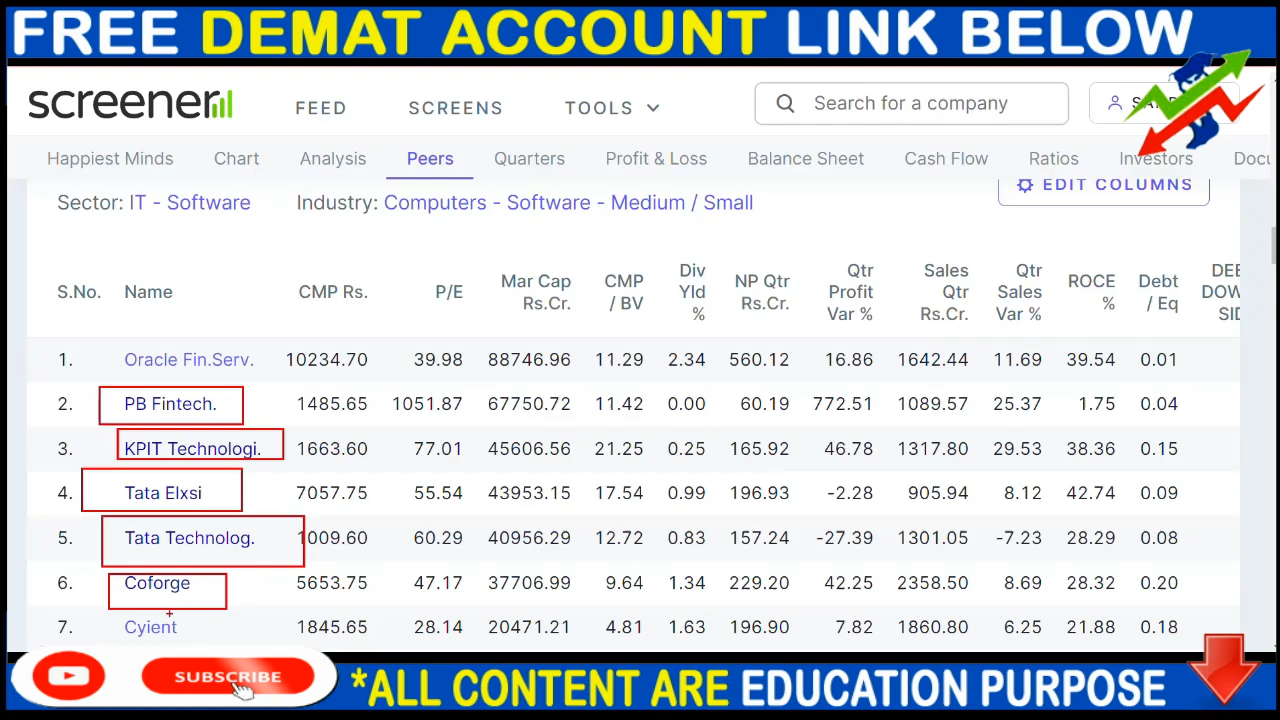 FREE DEMAT ACCOUNT LINK BELOW
screener
FEED SCREENS TOOLS Search for a company
Happiest Minds Chart Analysis Peers Quarters Profit & Loss Balance Sheet Cash Flow Ratios Investors
EDIT COLUMNS
Sector: IT - Software Industry: Computers - Software - Medium / Small
S.No. Name CMP Rs. P/E Mar Cap Rs.Cr. CMP / BV Div Yld % NP Qtr Rs.Cr. Qtr Profit Var % Sales Qtr Rs.Cr. Qtr Sales Var % ROCE % Debt / Eq
1. Oracle Fin.Serv. 10234.70 39.98 88746.96 11.29 2.34 560.12 16.86 1642.44 11.69 39.54 0.01
2. PB Fintech. 1485.65 1051.87 67750.72 11.42 0.00 60.19 772.51 1089.57 25.37 1.75 0.04
3. KPIT Technologi. 1663.60 77.01 45606.56 21.25 0.25 165.92 46.78 1317.80 29.53 38.36 0.15
4. Tata Elxsi 7057.75 55.54 43953.15 17.54 0.99 196.93 -2.28 905.94 8.12 42.74 0.09
5. Tata Technolog. 1009.60 60.29 40956.29 12.72 0.83 157.24 -27.39 1301.05 -7.23 28.29 0.08
6. Coforge 5653.75 47.17 37706.99 9.64 1.34 229.20 42.25 2358.50 8.69 28.32 0.20
7. Cyient 1845.65 28.14 20471.21 4.81 1.63 196.90 7.82 1860.80 6.25 21.88 0.18
SUBSCRIBE
*ALL CONTENT ARE EDUCATION PURPOSE